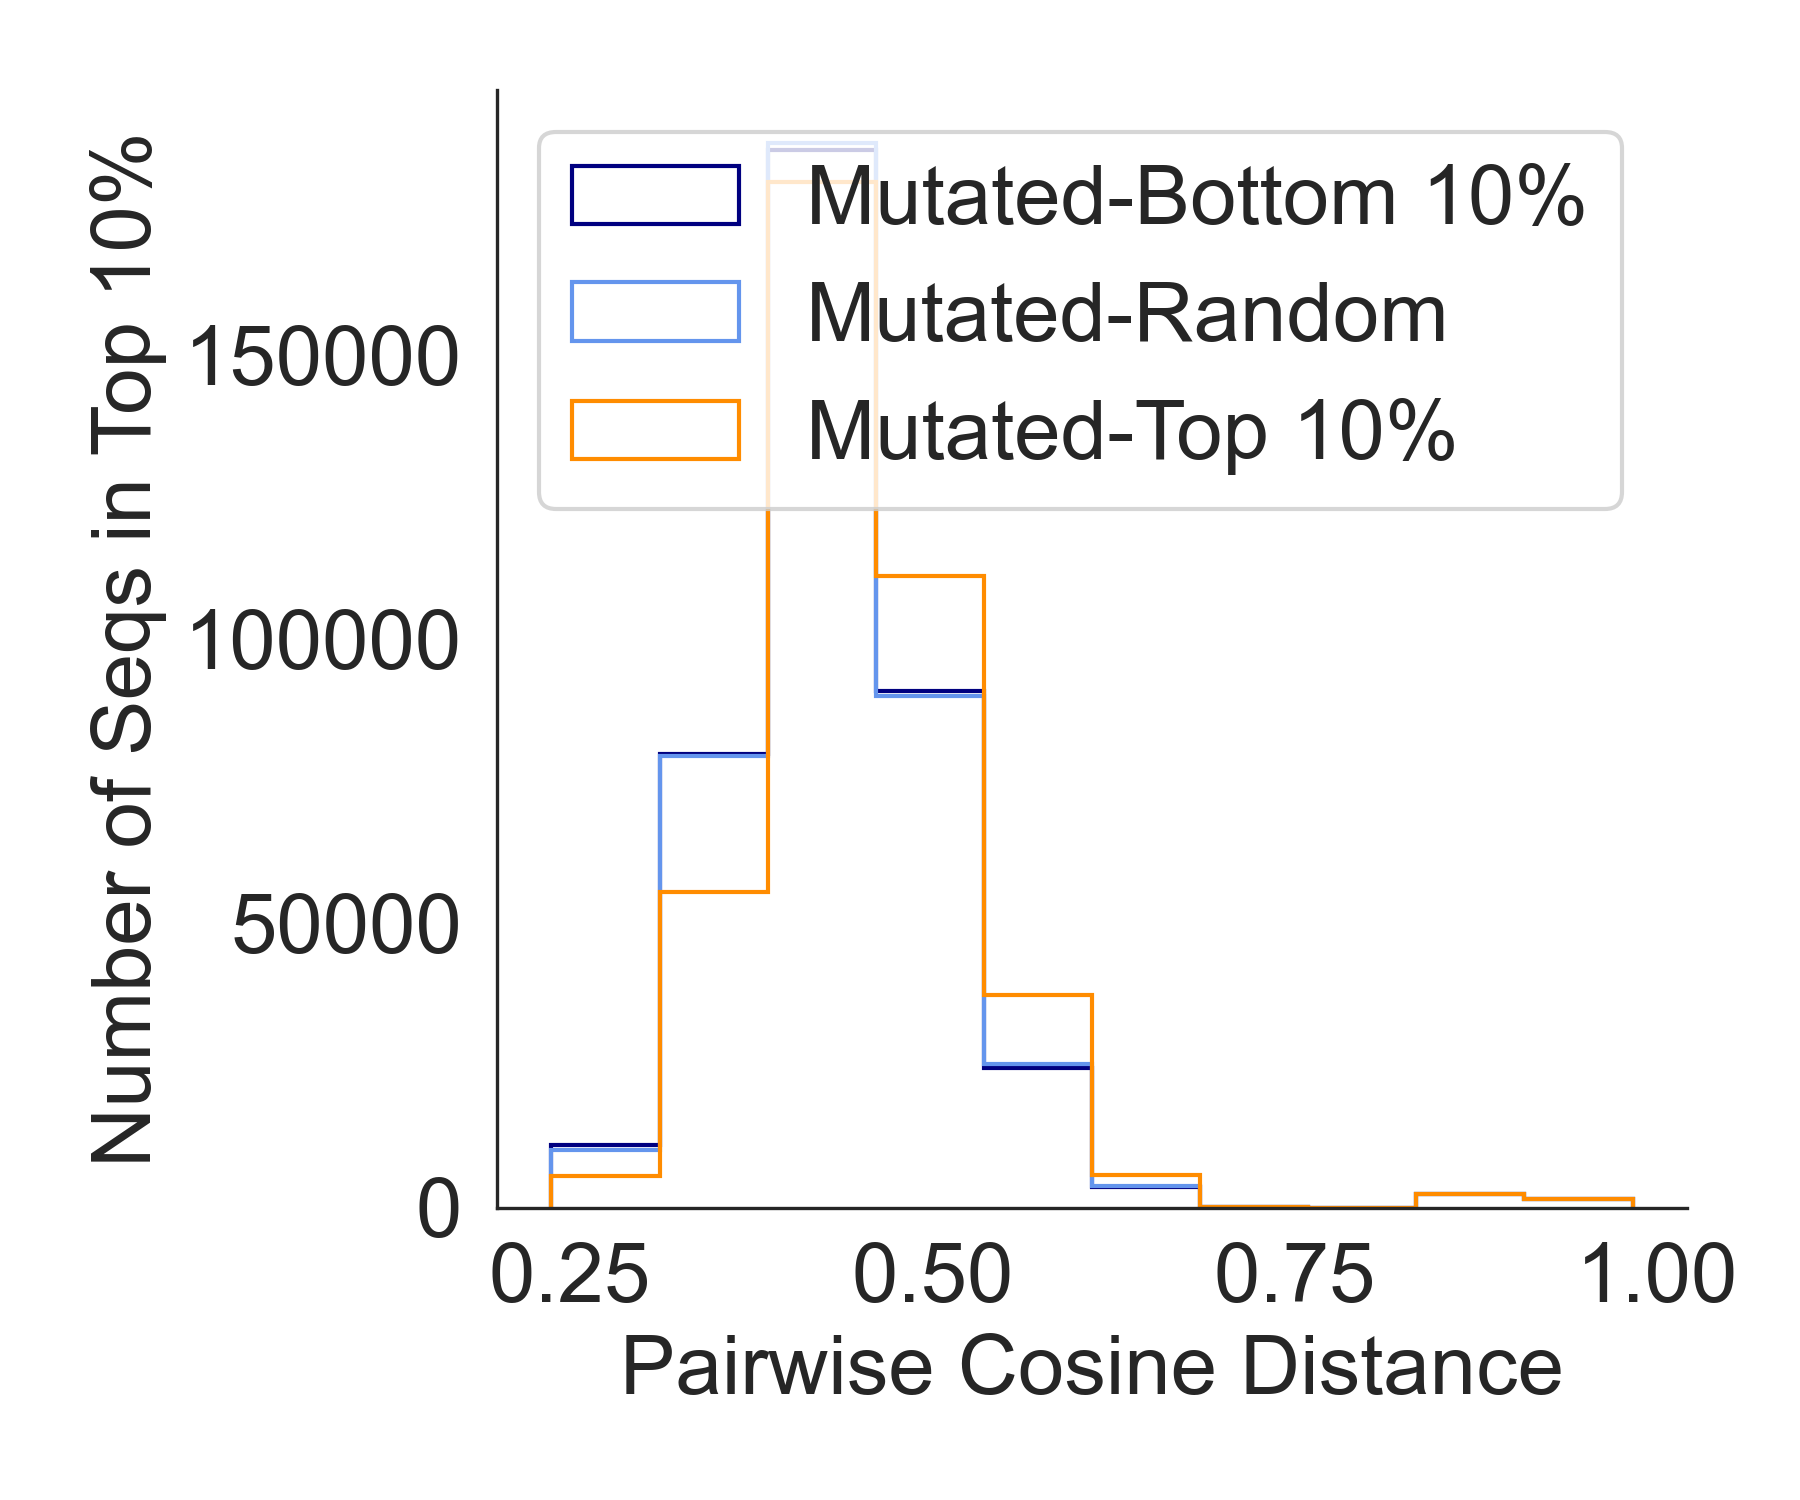 Number of Seqs in Top 10%
150000
100000
50000
0
Mutated-Bottom 10%
Mutated-Random
Mutated-Top 10%
0.25 0.50 0.75 1.00
Pairwise Cosine Distance